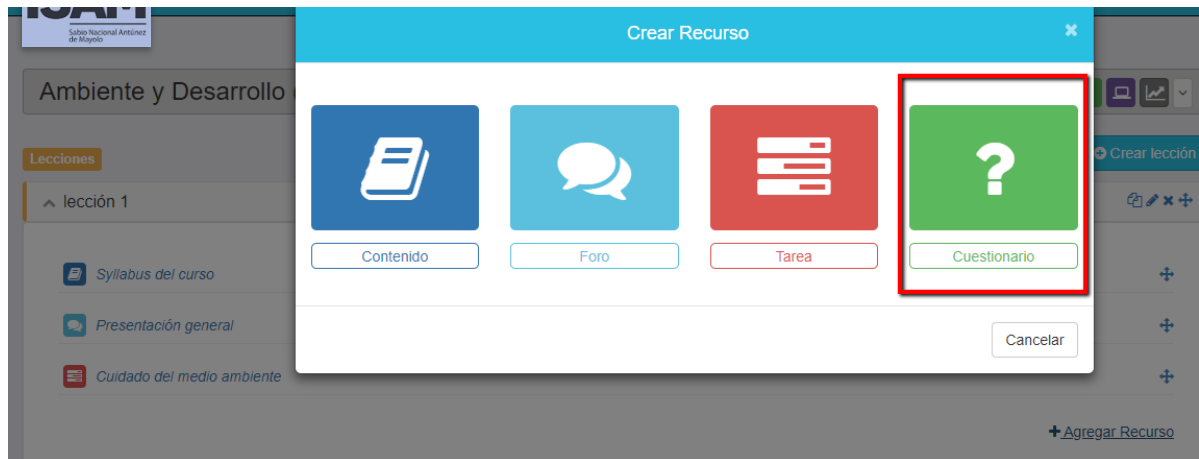 Sabio Nacional Antúnez
de Mayolo
Crear Recurso
Ambiente y Desarrollo
Lecciones
Crear lección
lección 1
Contenido
Foro
Tarea
Cuestionario
Syllabus del curso
Presentación general
Cancelar
Cuidado del medio ambiente
Agregar Recurso